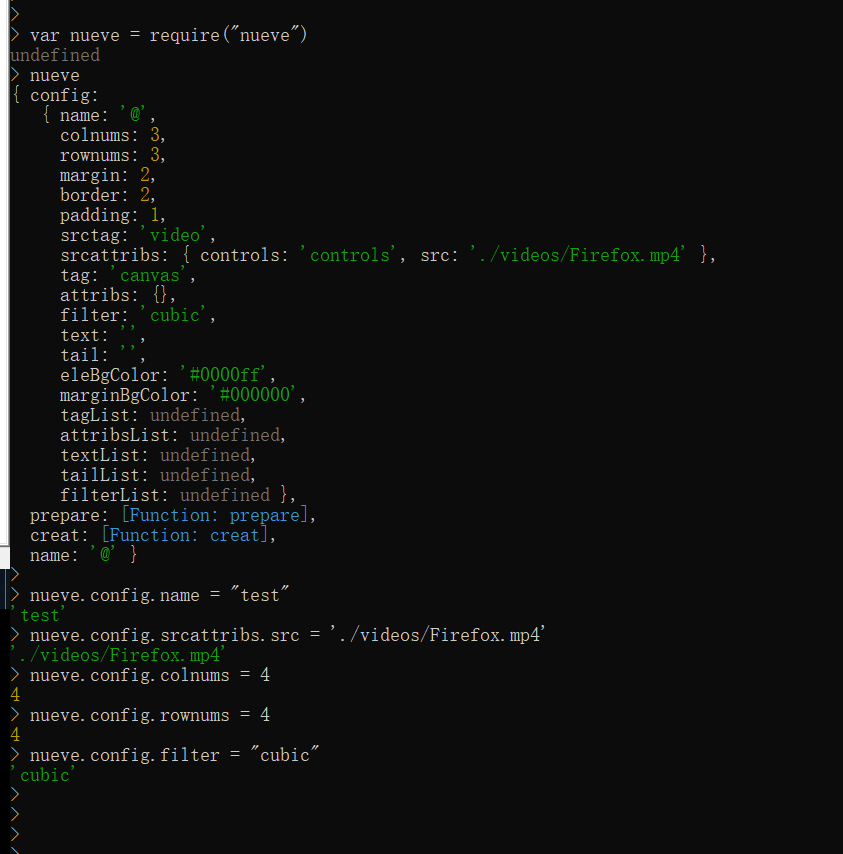 >
> var nueve = require("nueve")
undefined
> nueve
{ config:
   { name: '@',
     colnums: 3,
     rownums: 3,
     margin: 2,
     border: 2,
     padding: 1,
     srctag: 'video',
     srcattribs: { controls: 'controls', src: './videos/Firefox.mp4' },
     tag: 'canvas',
     attribs: {},
     filter: 'cubic',
     text: '',
     tail: '',
     eleBgColor: '#0000ff',
     marginBgColor: '#000000',
     tagList: undefined,
     attribsList: undefined,
     textList: undefined,
     tailList: undefined,
     filterList: undefined },
  prepare: [Function: prepare],
  creat: [Function: creat],
  name: '@' }
>
> nueve.config.name = "test"
'test'
> nueve.config.srcattribs.src = './videos/Firefox.mp4'
'./videos/Firefox.mp4'
> nueve.config.colnums = 4
4
> nueve.config.rownums = 4
4
> nueve.config.filter = "cubic"
'cubic'
>
>
>
>